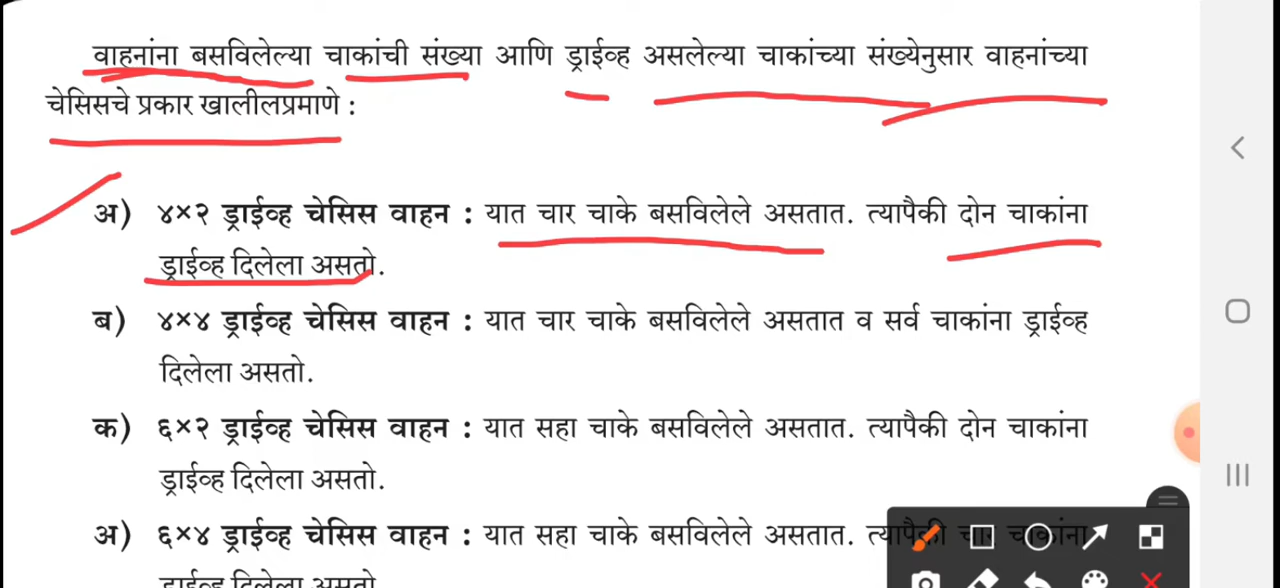 वाहनांना बसविलेल्या चाकांची संख्या आणि ड्राईव्ह असलेल्या चाकांच्या संख्येनुसार वाहनांच्या
चेसिसचे प्रकार खालीलप्रमाणे :
अ) ४×२ ड्राईव्ह चेसिस वाहन : यात चार चाके बसविलेले असतात. त्यापैकी दोन चाकांना
ड्राईव्ह दिलेला असतो.
ब) ४×४ ड्राईव्ह चेसिस वाहन : यात चार चाके बसविलेले असतात व सर्व चाकांना ड्राईव्ह
दिलेला असतो.
क) ६×२ ड्राईव्ह चेसिस वाहन : यात सहा चाके बसविलेले असतात. त्यापैकी दोन चाकांना
ड्राईव्ह दिलेला असतो.
अ) ६×४ ड्राईव्ह चेसिस वाहन : यात सहा चाके बसविलेले असतात. त्यापैकी चार चाकांना
ड्राईव्ह दिलेला असतो